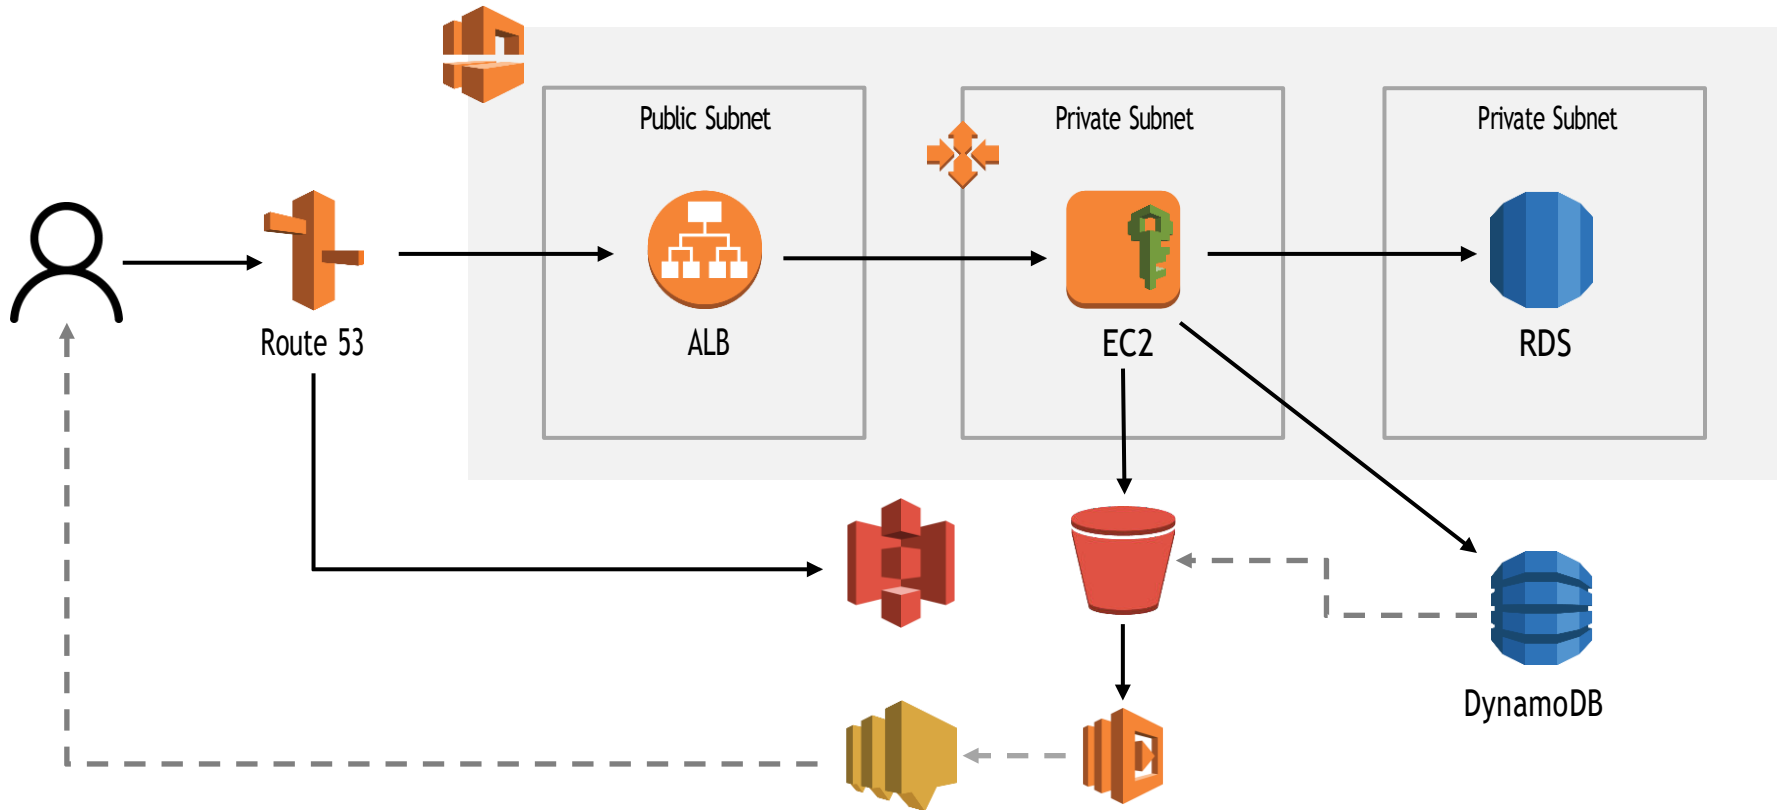 Public Subnet
Private Subnet
Private Subnet
Route 53
ALB
EC2
RDS
DynamoDB